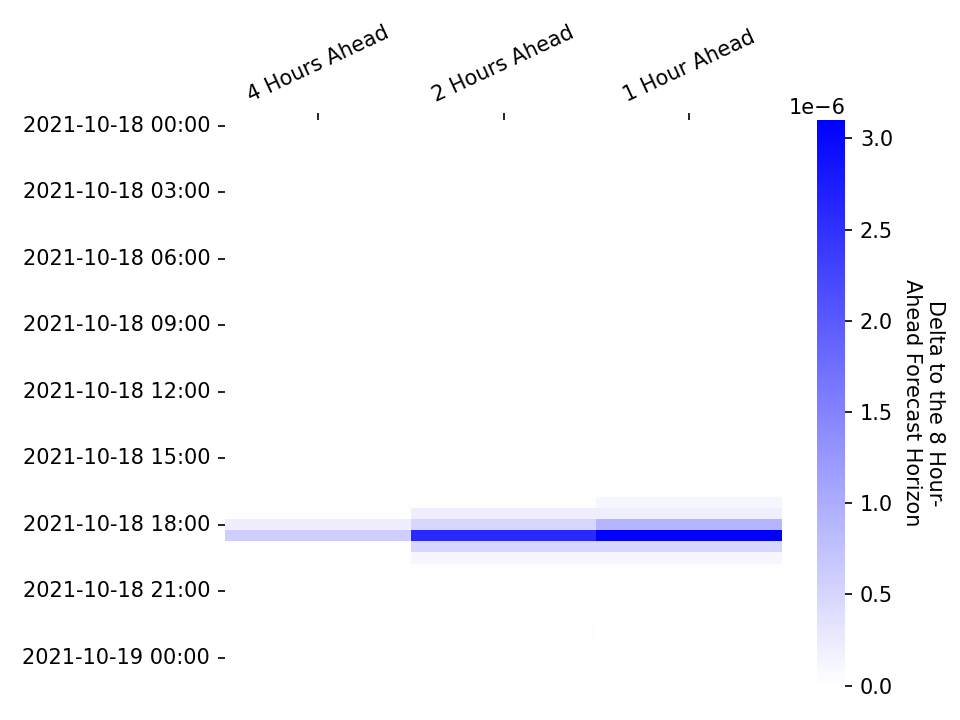 4 Hours Ahead
2 Hours Ahead
1 Hour Ahead
1e−6
2021-10-18 00:00
2021-10-18 03:00
2021-10-18 06:00
2021-10-18 09:00
2021-10-18 12:00
2021-10-18 15:00
2021-10-18 18:00
2021-10-18 21:00
2021-10-19 00:00
3.0
2.5
2.0
1.5
1.0
0.5
0.0
Delta to the 8 Hour-
Ahead Forecast Horizon